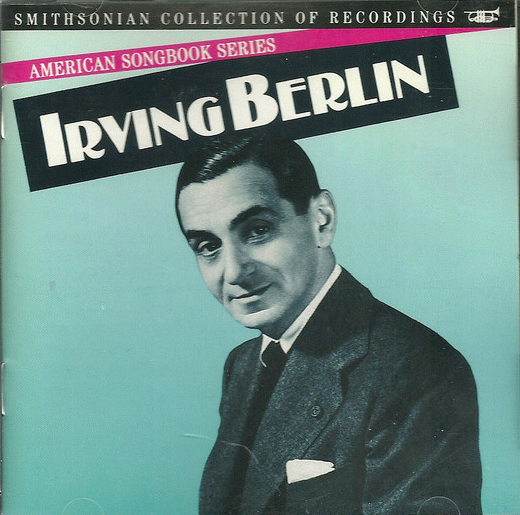 SMITHSONIAN COLLECTION OF RECORDINGS
AMERICAN SONGBOOK SERIES
IRVING BERLIN